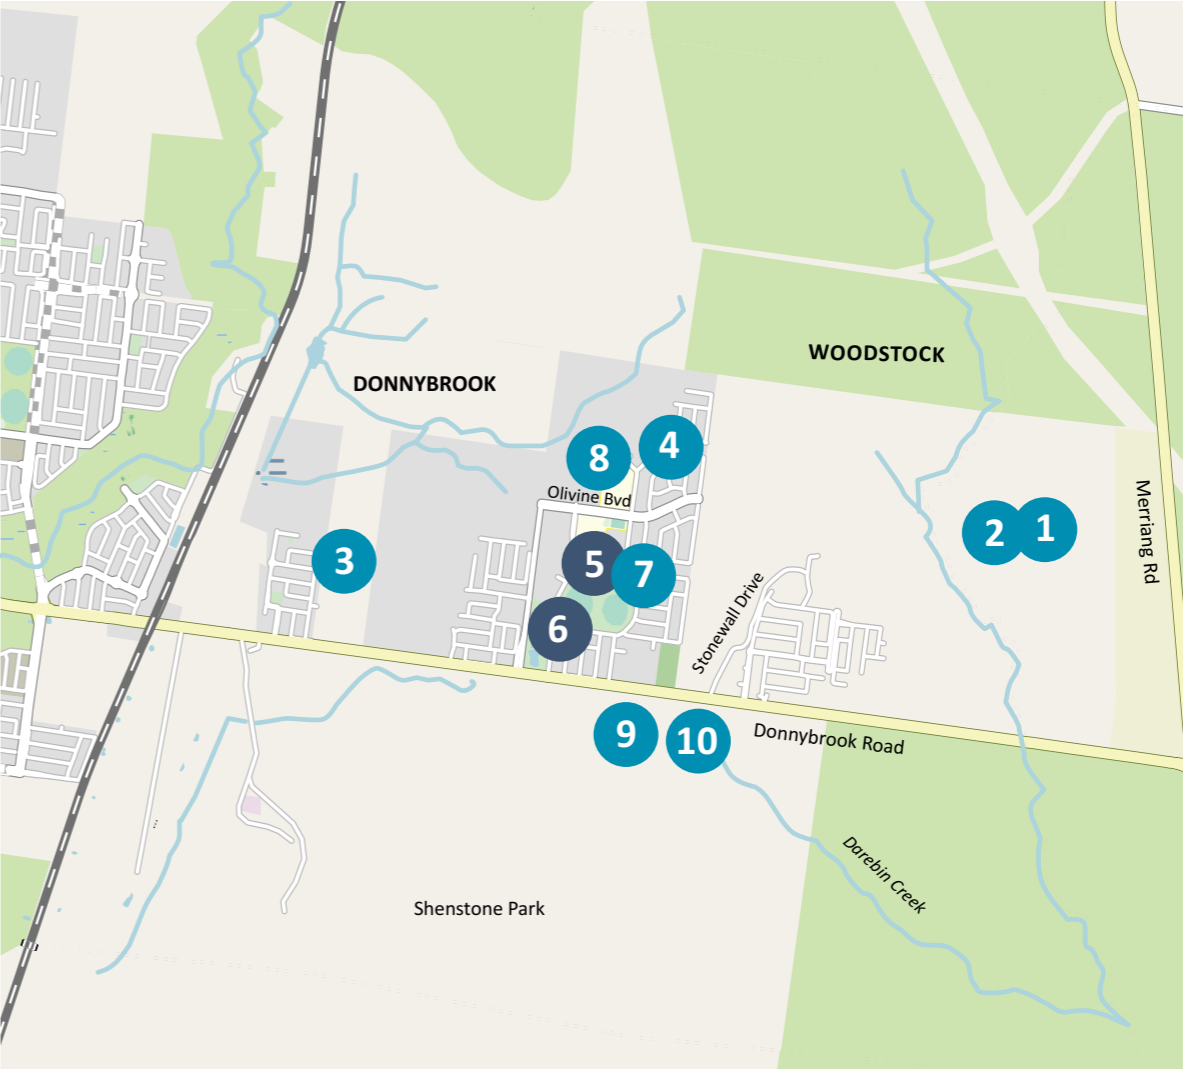 WOODSTOCK
DONNYBROOK
4
8
Olivine Bvd
2
1
Merriang Rd
3
5
7
6
Stonewall Drive
9
10
Donnybrook Road
Darebin Creek
Shenstone Park